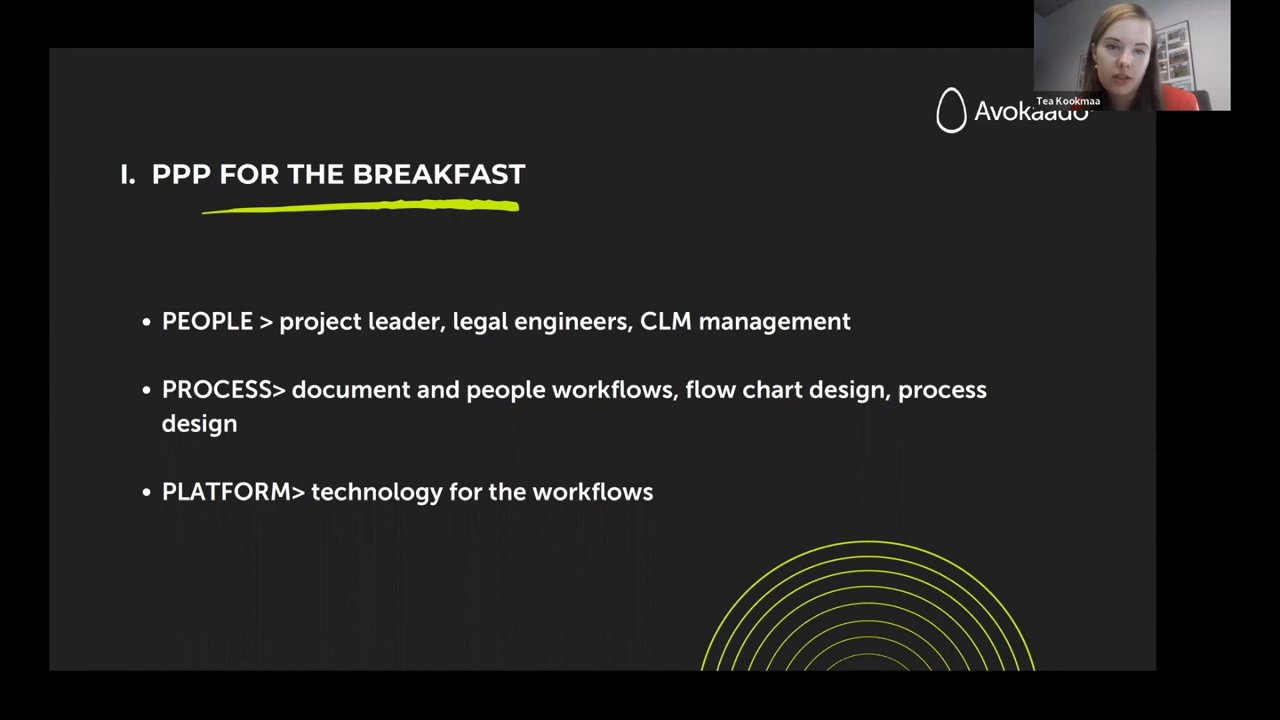 Tea Kookmaa
Avokaado
I. PPP FOR THE BREAKFAST
• PEOPLE > project leader, legal engineers, CLM management
• PROCESS> document and people workflows, flow chart design, process
design
• PLATFORM> technology for the workflows